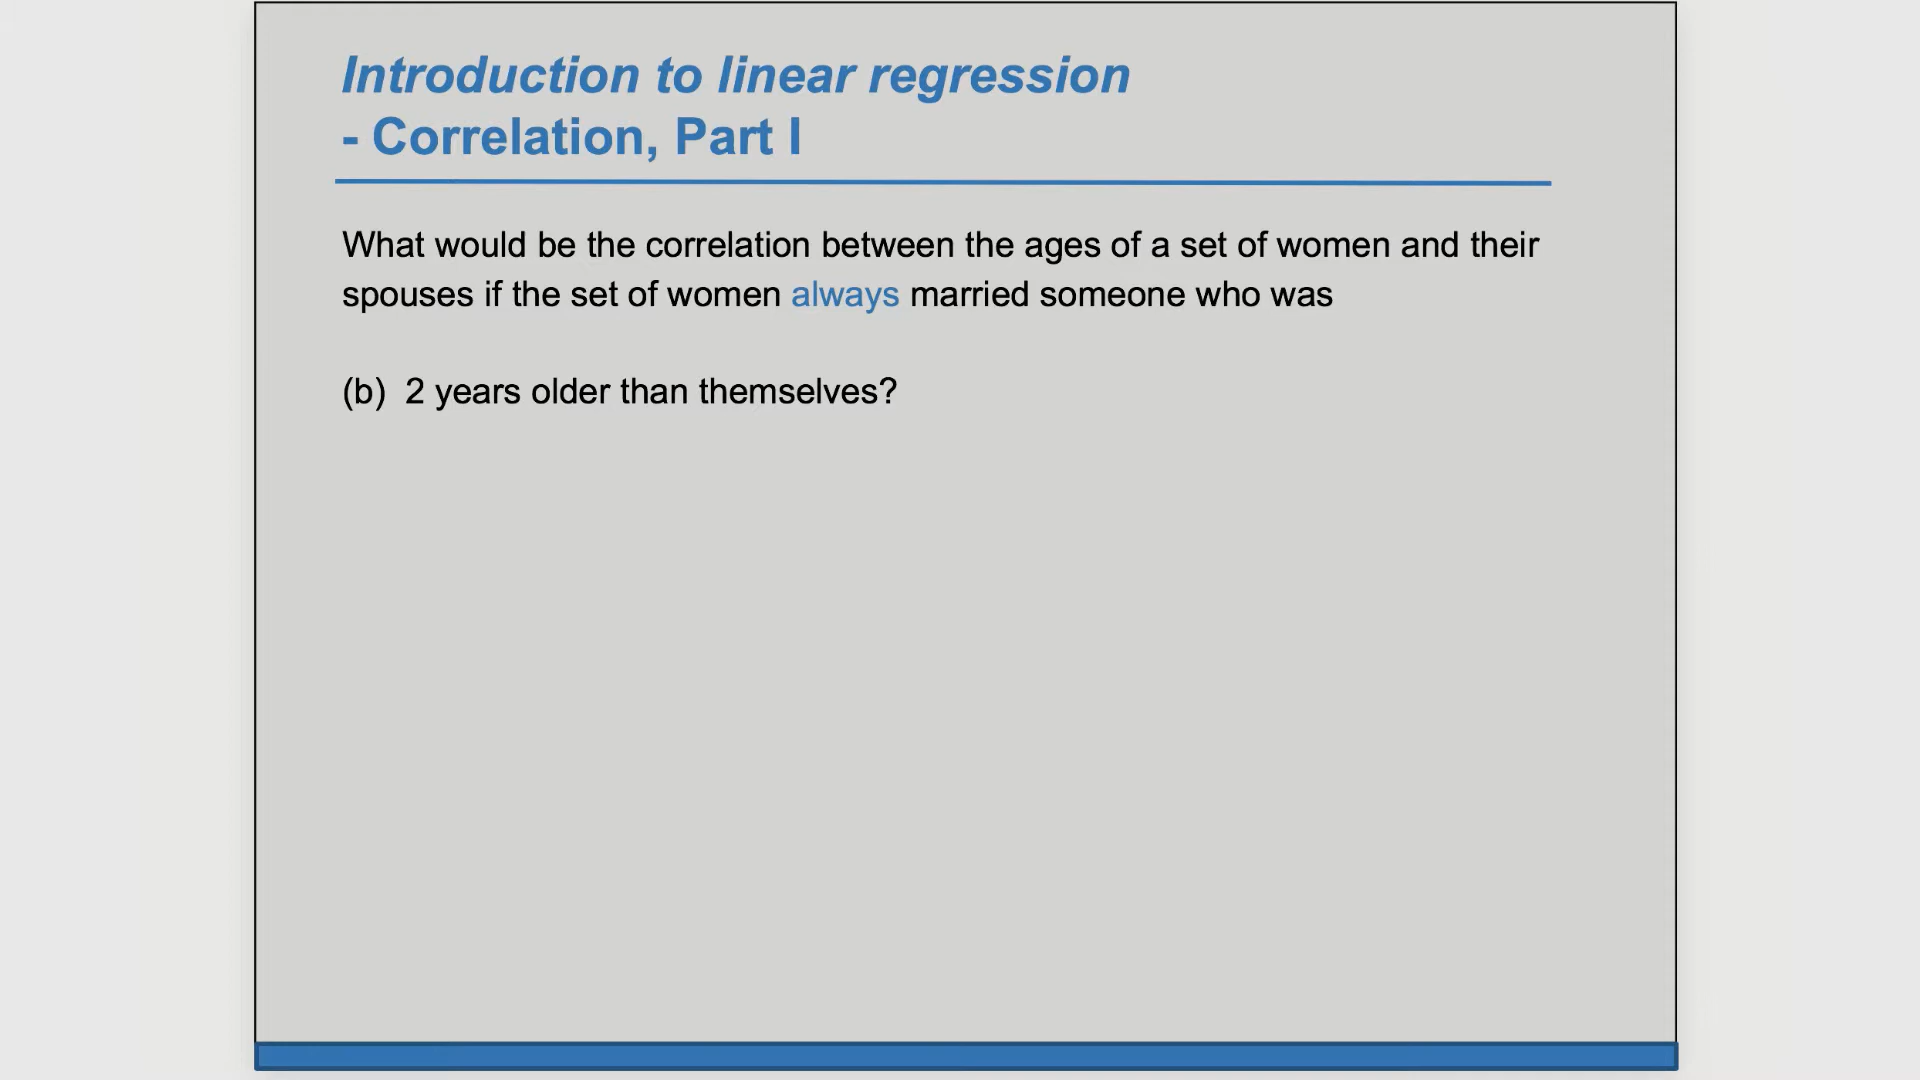 Introduction to linear regression
- Correlation, Part I
What would be the correlation between the ages of a set of women and their
spouses if the set of women always married someone who was
(b) 2 years older than themselves?